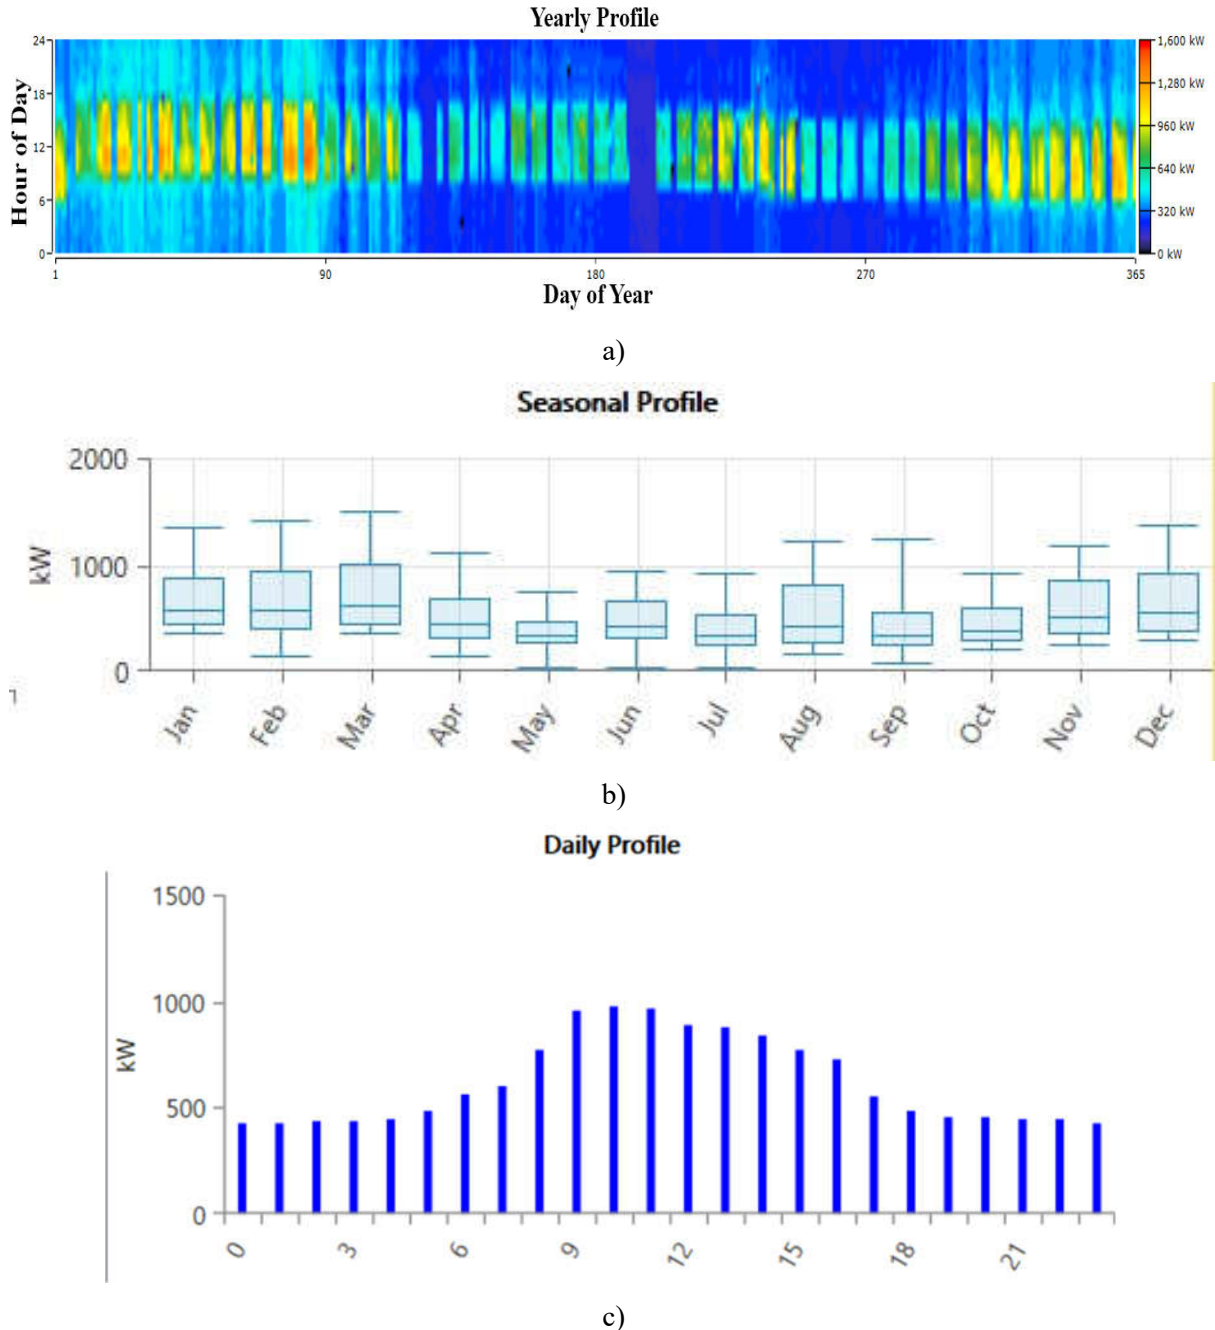 Yearly Profile
24
18
12
6
0
Hour of Day
1,600 kW
1,280 kW
960 kW
640 kW
320 kW
0 kW
1 90 180 270 365
Day of Year
a)
Seasonal Profile
2000
1000
0
kW
Jan Feb Mar Apr May Jun Jul Aug Sep Oct Nov Dec
b)
Daily Profile
1500
1000
500
0
kW
0 3 6 9 12 15 18 21
c)